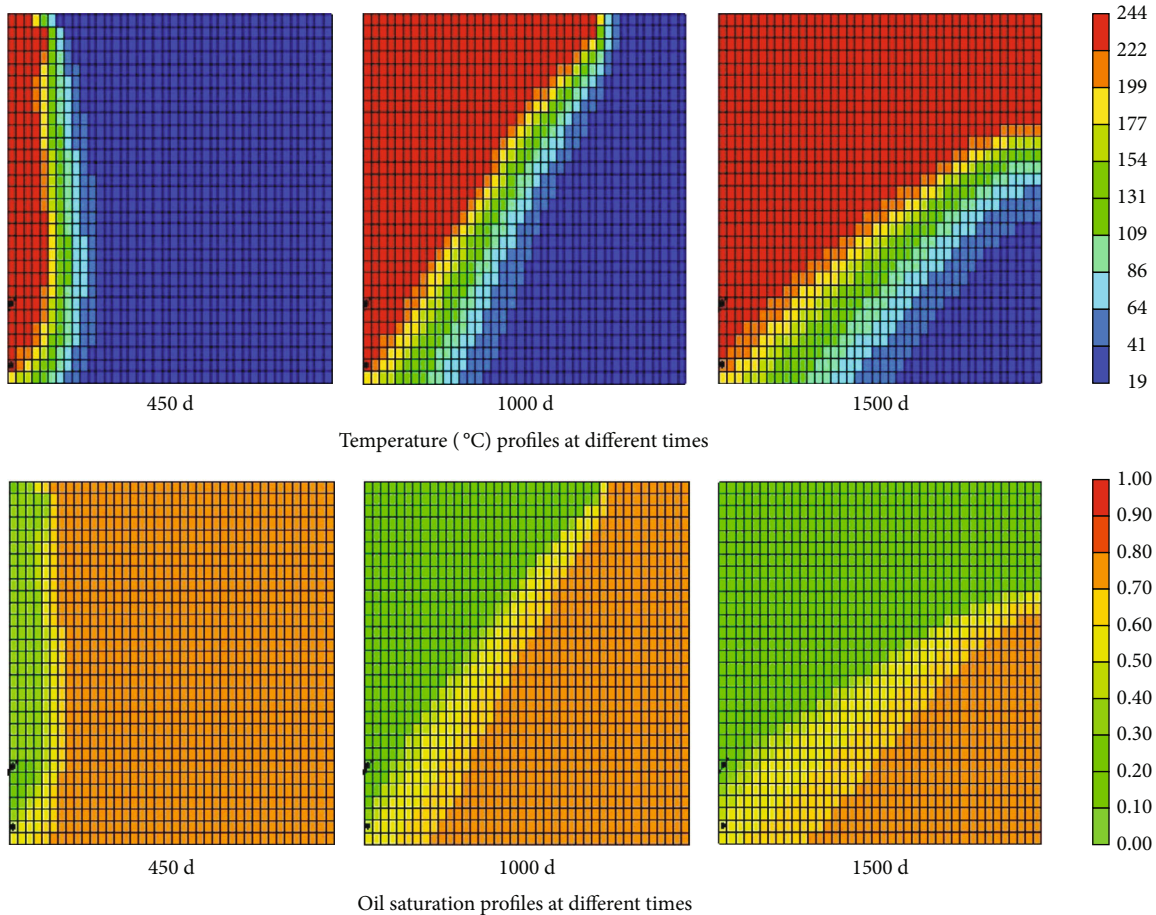 244
222
199
177
154
131
109
86
64
41
19
450 d
1000 d
1500 d
Temperature (°C) profiles at different times
1.00
0.90
0.80
0.70
0.60
0.50
0.40
0.30
0.20
0.10
0.00
450 d
1000 d
1500 d
Oil saturation profiles at different times